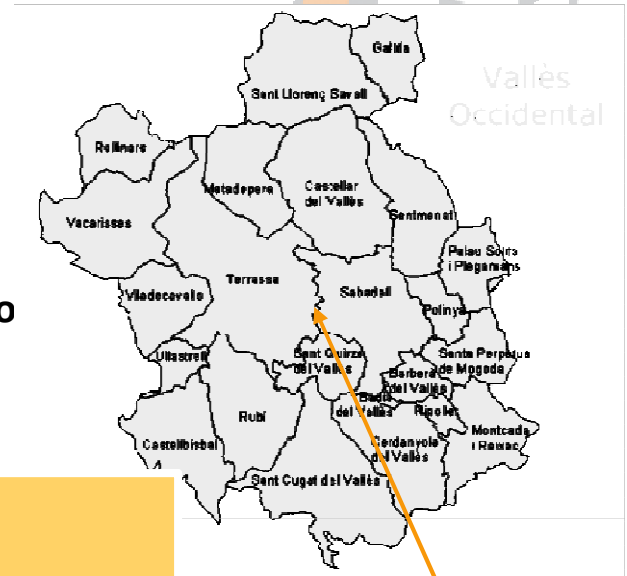 Gallifa
Vallès
Occidental
Sant Llorenç Savall
Rellinars
Matadepera
Castellar
del Vallès
Sentmenat
Vacarisses
Palau Solità
i Plegamans
Terrassa
Sabadell
Viladecavalls
Polinyà
o
Sant Quirze
del Vallès
Santa Perpètua
de Mogoda
Ullastrell
Barberà
del Vallès
Badia
del Vallès
Ripollet
Rubí
Montcada
i Reixac
Castellbisbal
Cerdanyola
del Vallès
Sant Cugat del Vallès